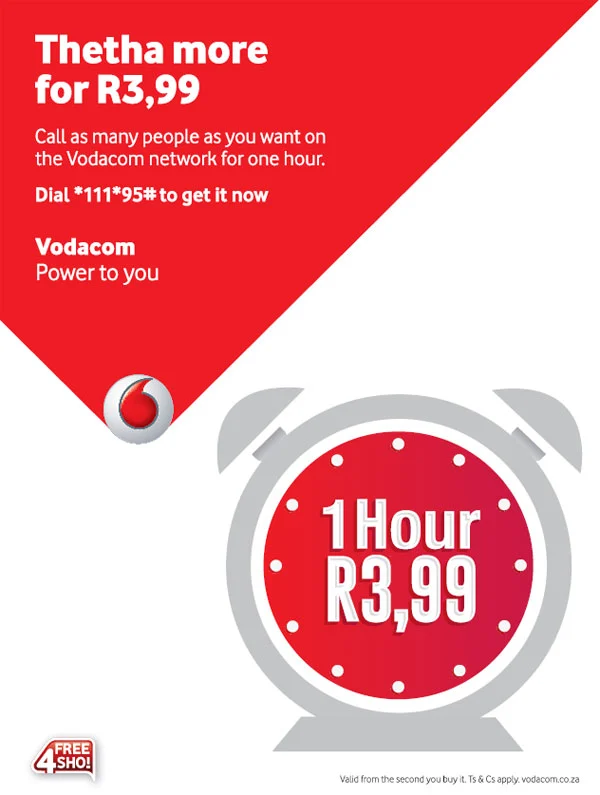 Thetha more
for R3,99
Call as many people as you want on
the Vodacom network for one hour.
Dial *111*95# to get it now
Vodacom
Power to you
1 Hour
R3,99
4 FREE
SHO!
Valid from the second you buy it. Ts & Cs apply. vodacom.co.za